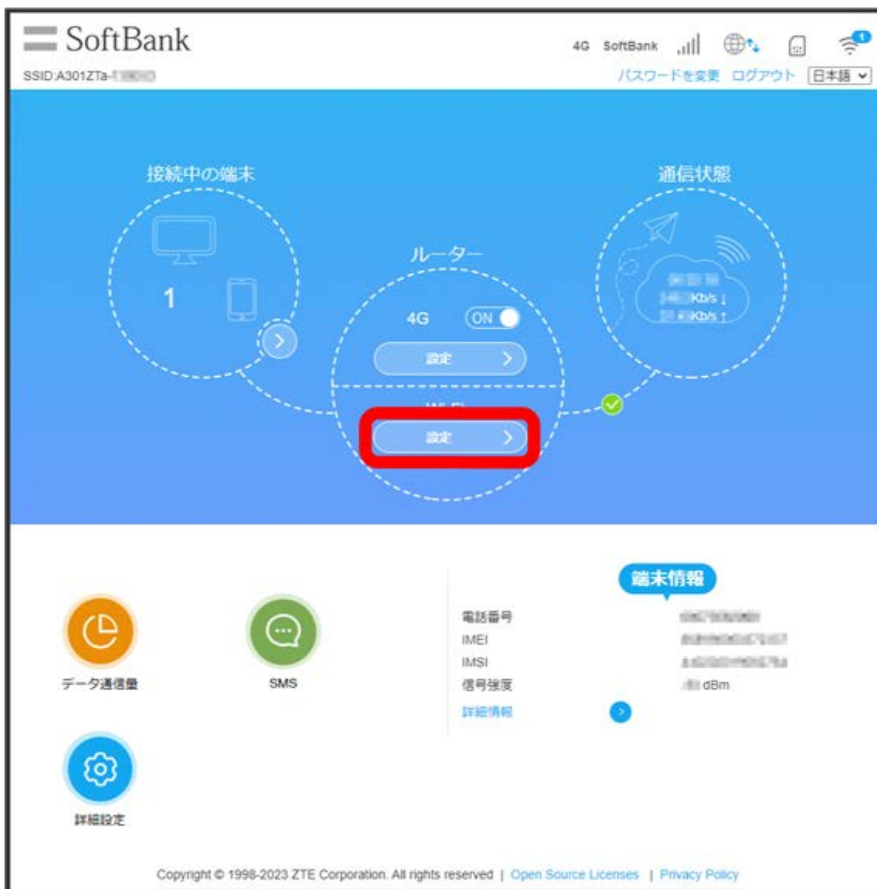 SoftBank
4G SoftBank
1
SSID:A301ZTa-
パスワードを変更 ログアウト 日本語
接続中の端末
通信状態
ルーター
1
4G ON
Kb/s ↓
Kb/s ↑
設定
設定
端末情報
電話番号
IMEI
IMSI
信号強度 dBm
詳細情報
データ通信量
SMS
詳細設定
Copyright © 1998-2023 ZTE Corporation. All rights reserved | Open Source Licenses | Privacy Policy